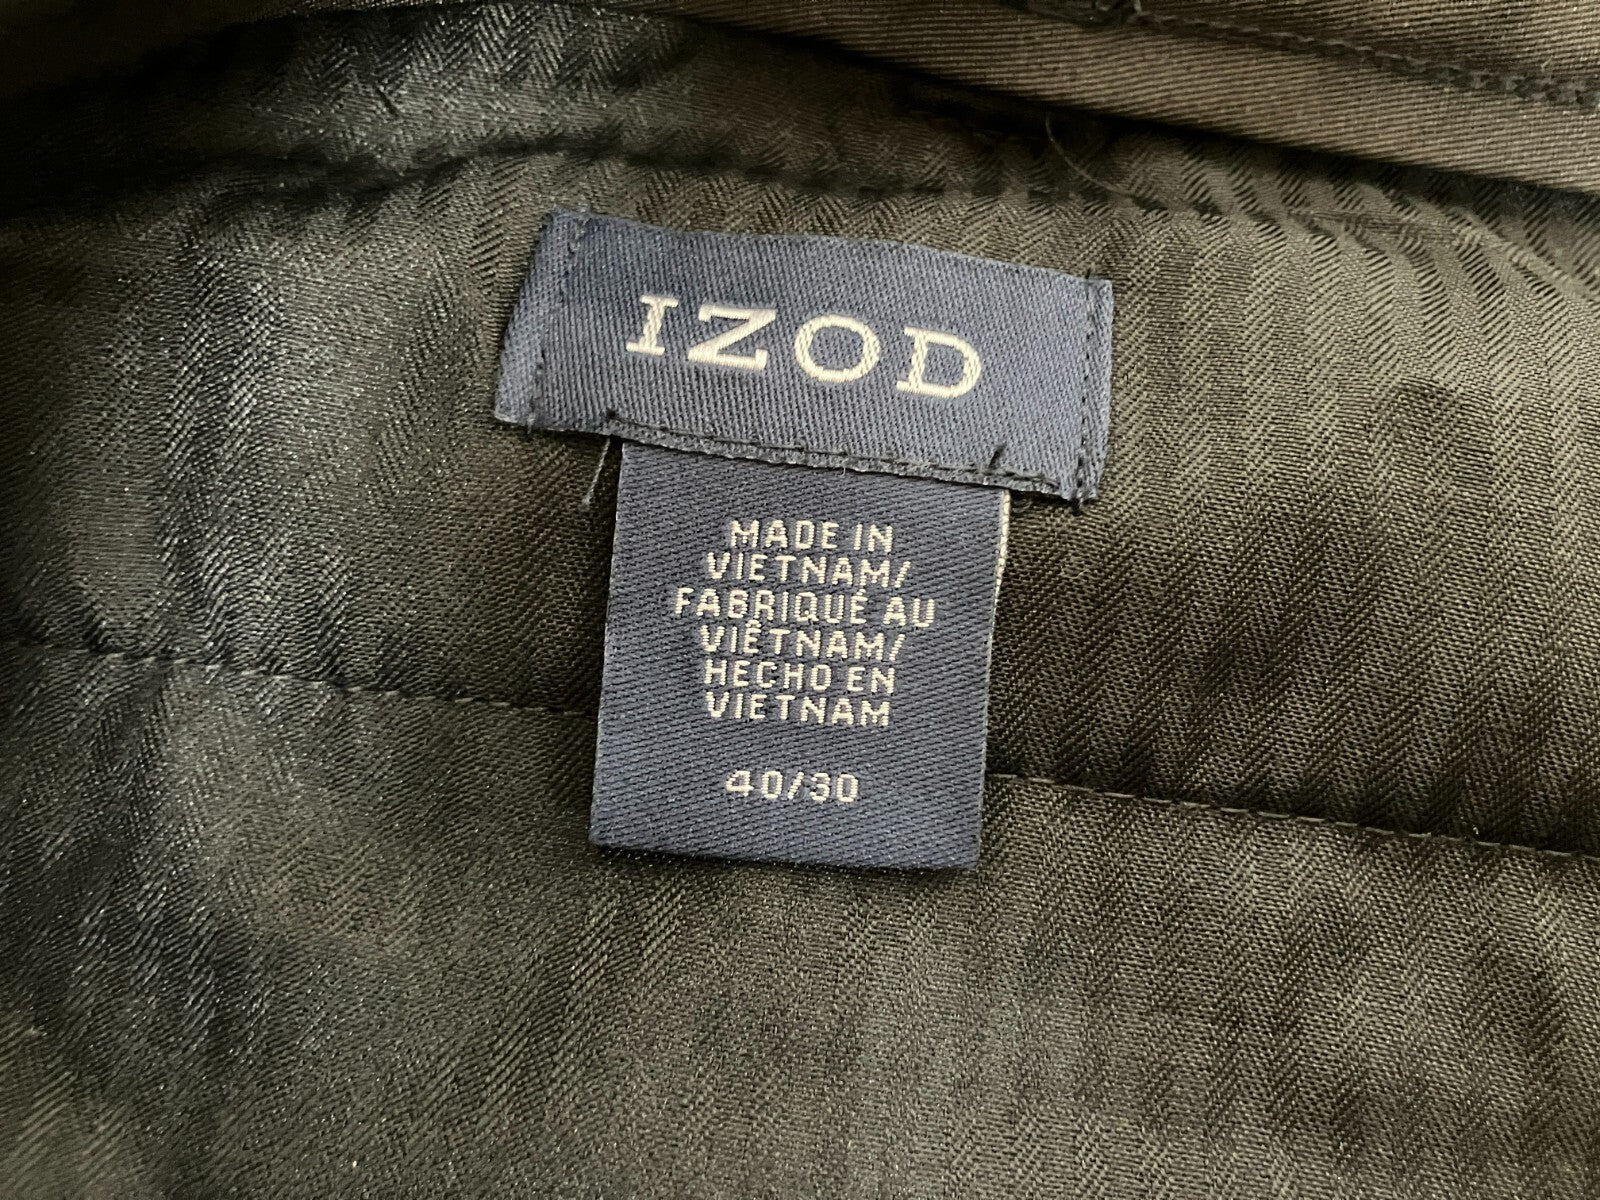 IZOD
MADE IN
VIETNAM/
FABRIQUÉ AU
VIÊTNAM/
HECHO EN
VIETNAM
40/30